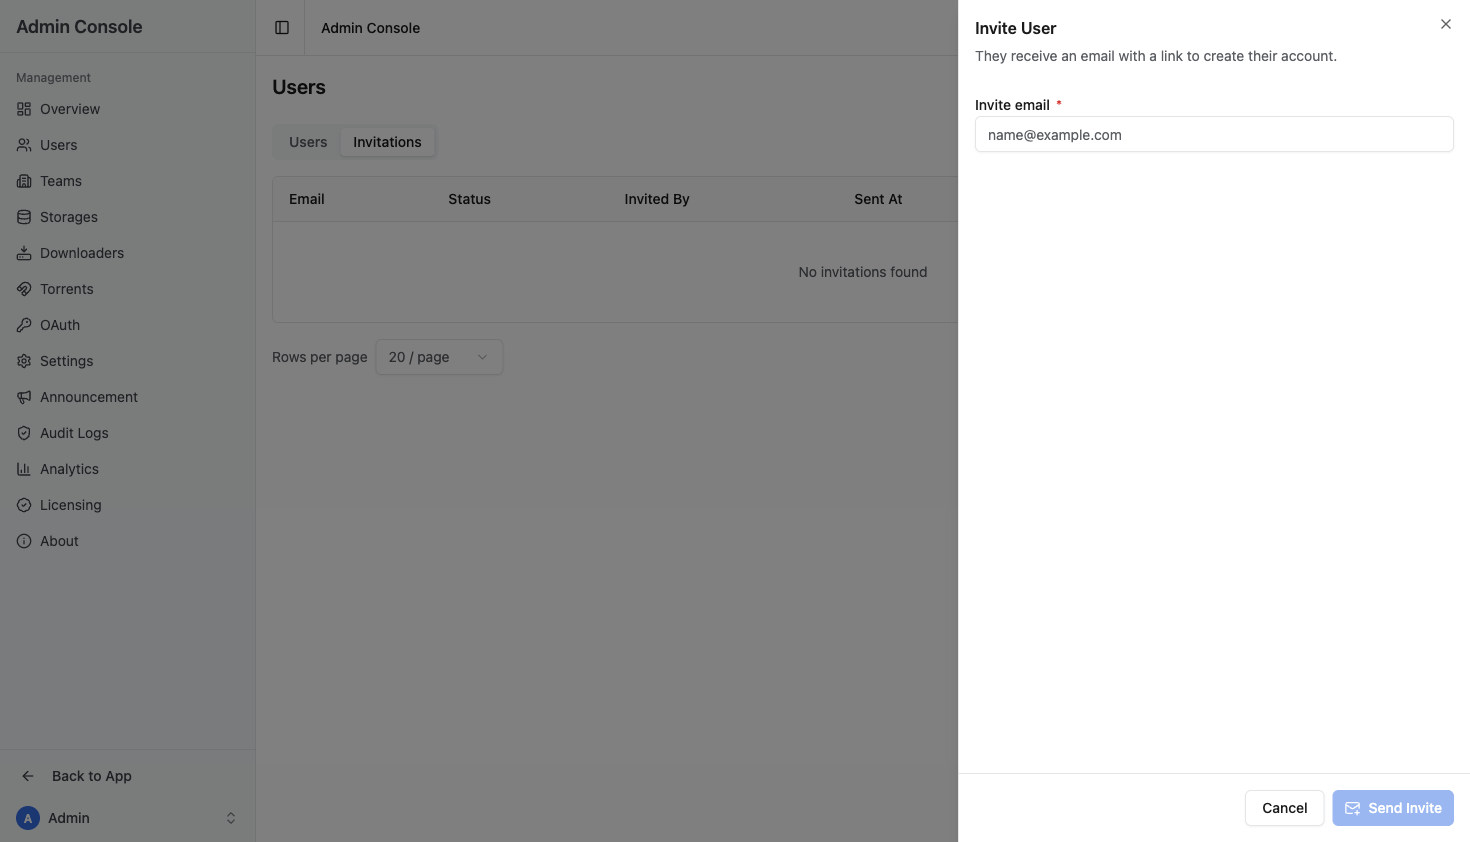 Admin Console
Management
Overview
Users
Teams
Storages
Downloaders
Torrents
OAuth
Settings
Announcement
Audit Logs
Analytics
Licensing
About
Back to App
A Admin
Admin Console
Users
Users Invitations
Email Status Invited By Sent At
No invitations found
Rows per page 20 / page
Invite User
They receive an email with a link to create their account.
Invite email *
name@example.com
Cancel Send Invite